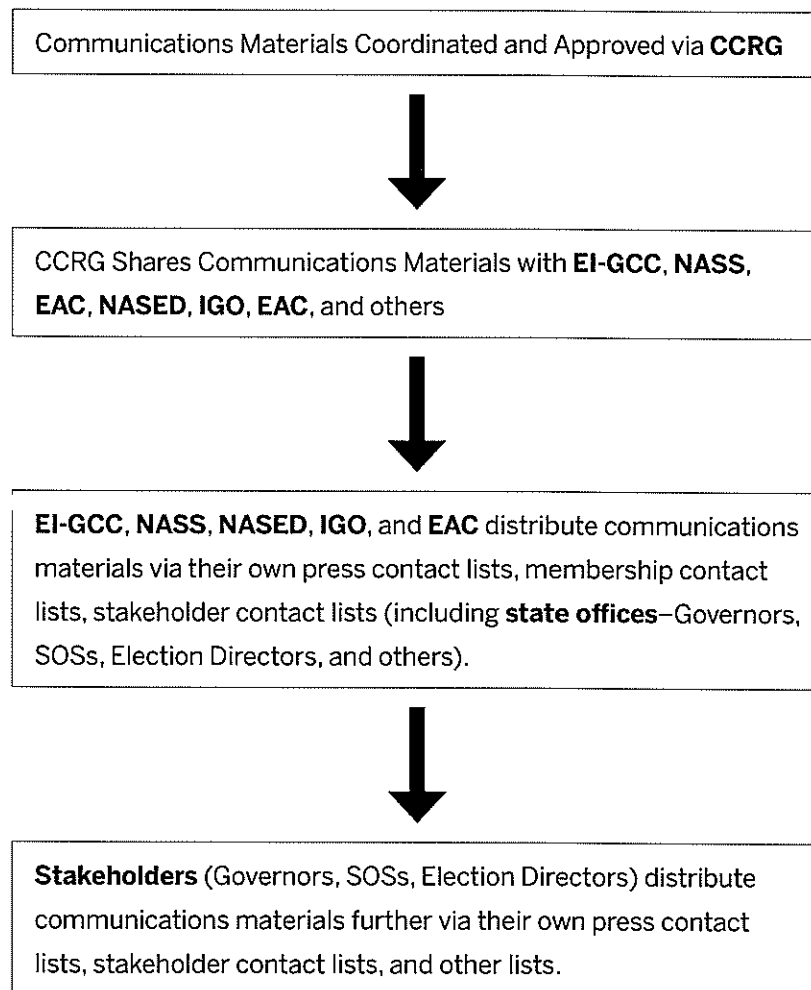 Communications Materials Coordinated and Approved via CCRG
CCRG Shares Communications Materials with EI-GCC, NASS,
EAC, NASED, IGO, EAC, and others
EI-GCC, NASS, NASED, IGO, and EAC distribute communications
materials via their own press contact lists, membership contact
lists, stakeholder contact lists (including state offices–Governors,
SOSs, Election Directors, and others).
Stakeholders (Governors, SOSs, Election Directors) distribute
communications materials further via their own press contact
lists, stakeholder contact lists, and other lists.